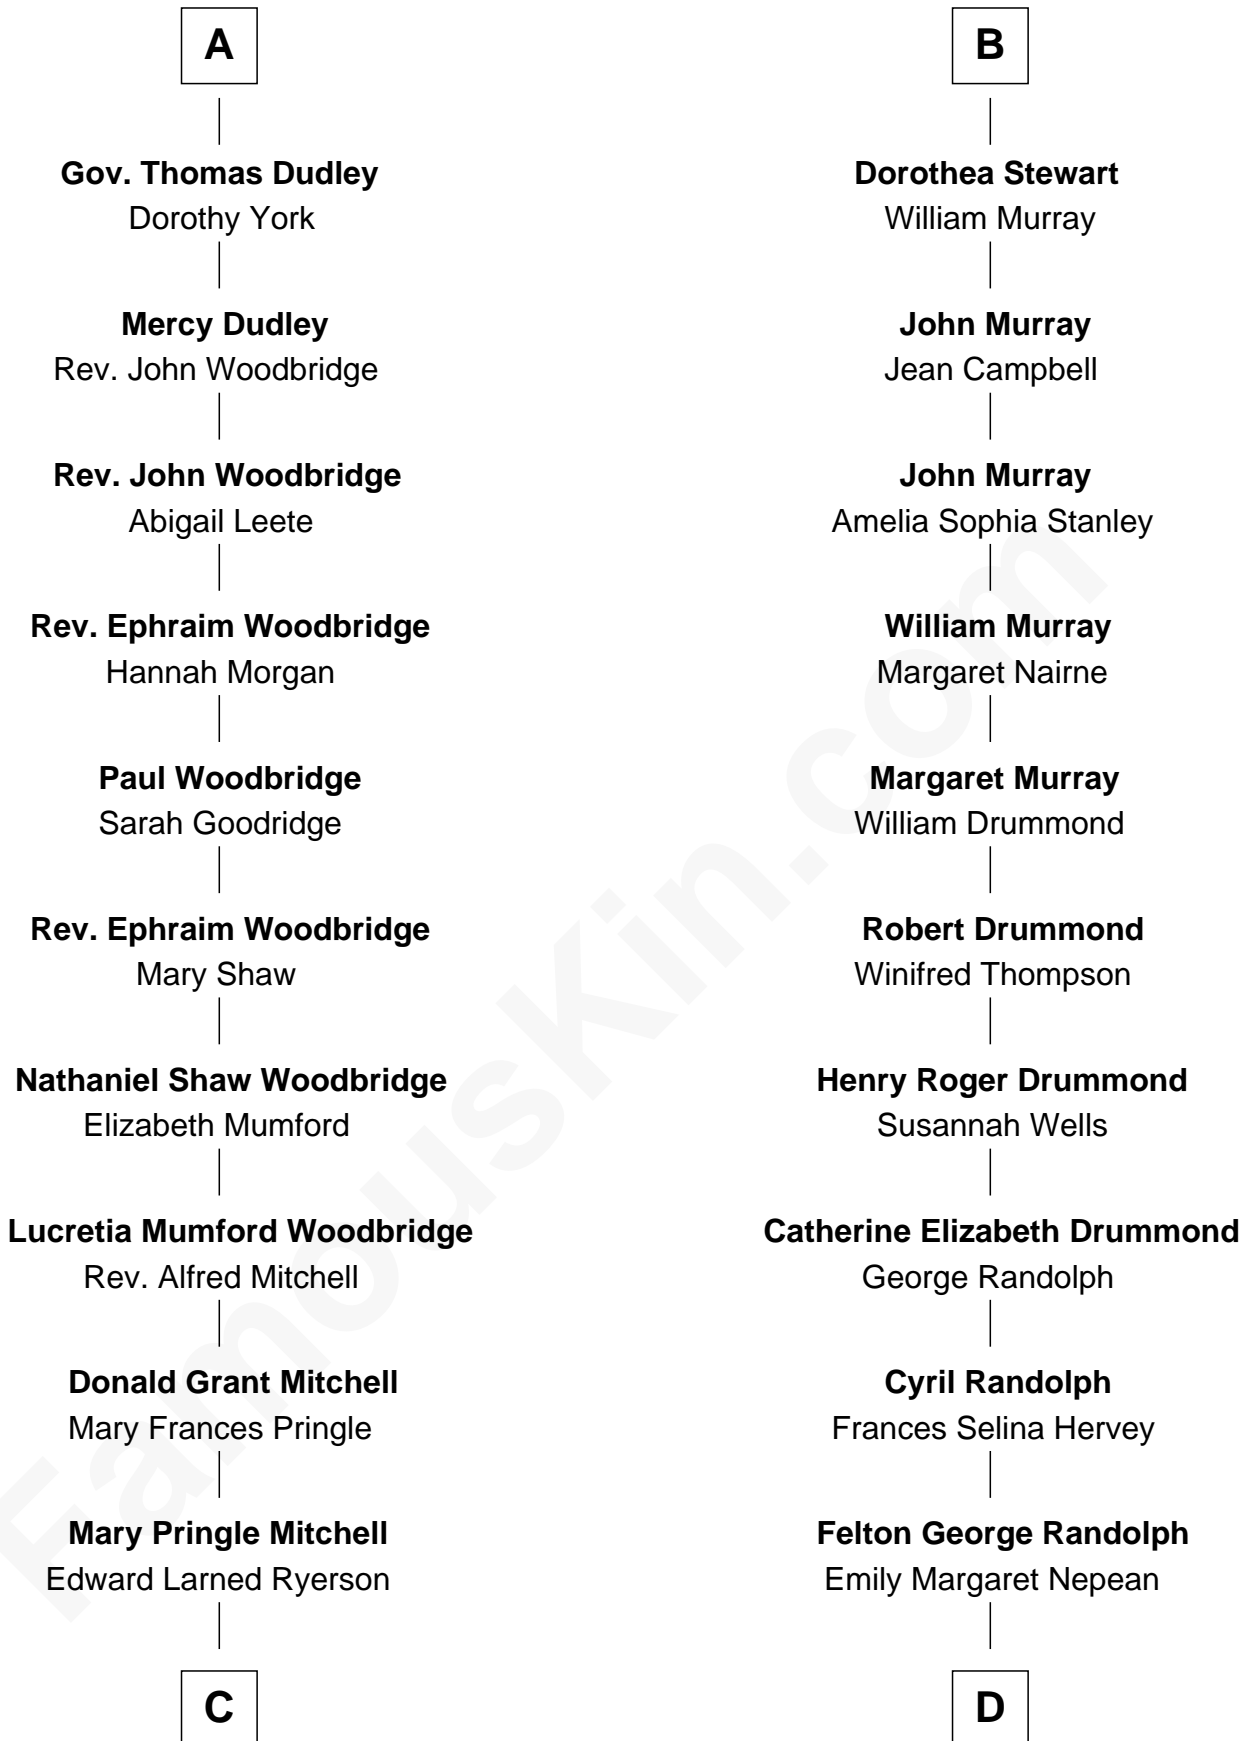 A
Gov. Thomas Dudley
Dorothy York
Mercy Dudley
Rev. John Woodbridge
Rev. John Woodbridge
Abigail Leete
Rev. Ephraim Woodbridge
Hannah Morgan
Paul Woodbridge
Sarah Goodridge
Rev. Ephraim Woodbridge
Mary Shaw
Nathaniel Shaw Woodbridge
Elizabeth Mumford
Lucretia Mumford Woodbridge
Rev. Alfred Mitchell
Donald Grant Mitchell
Mary Frances Pringle
Mary Pringle Mitchell
Edward Larned Ryerson
C
B
Dorothea Stewart
William Murray
John Murray
Jean Campbell
John Murray
Amelia Sophia Stanley
William Murray
Margaret Nairne
Margaret Murray
William Drummond
Robert Drummond
Winifred Thompson
Henry Roger Drummond
Susannah Wells
Catherine Elizabeth Drummond
George Randolph
Cyril Randolph
Frances Selina Hervey
Felton George Randolph
Emily Margaret Nepean
D
FamousKin.com